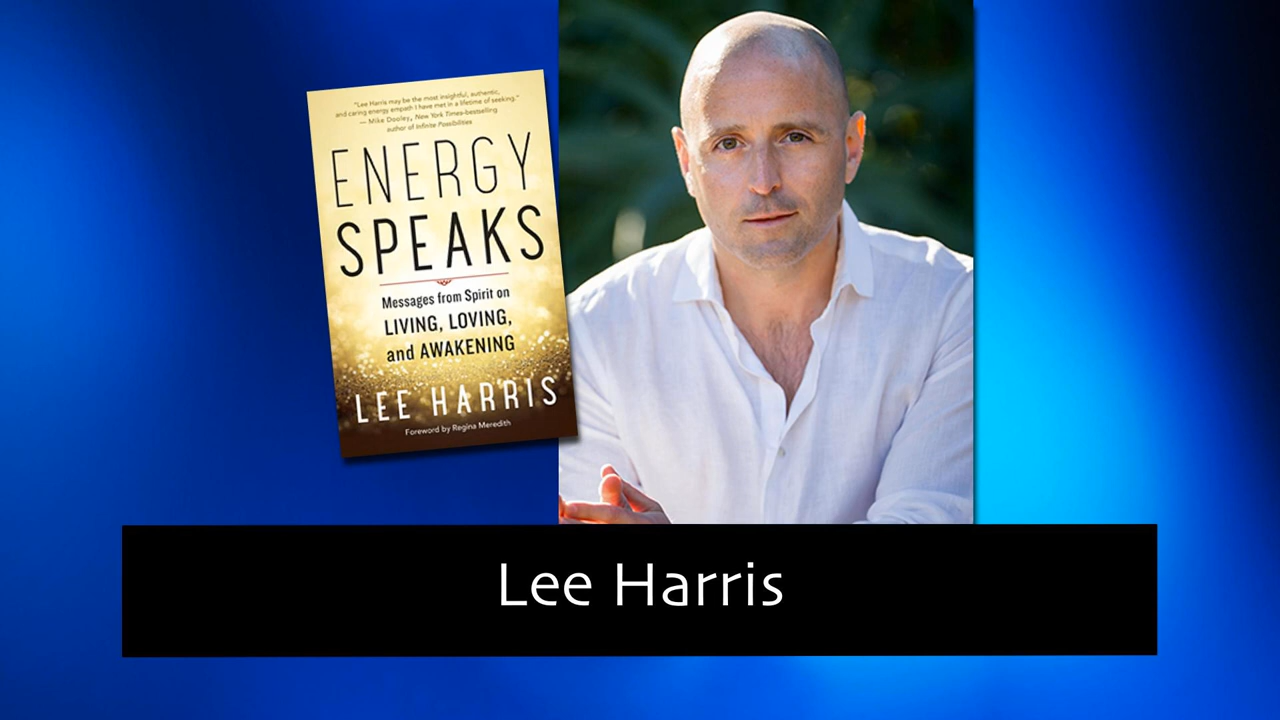 "Lee Harris may be the most insightful, authentic,
and caring energy empath I have met in a lifetime of seeking."
— Mike Dooley, New York Times-bestselling
author of Infinite Possibilities
ENERGY
SPEAKS
Messages from Spirit on
LIVING, LOVING,
and AWAKENING
LEE HARRIS
Foreword by Regina Meredith
Lee Harris